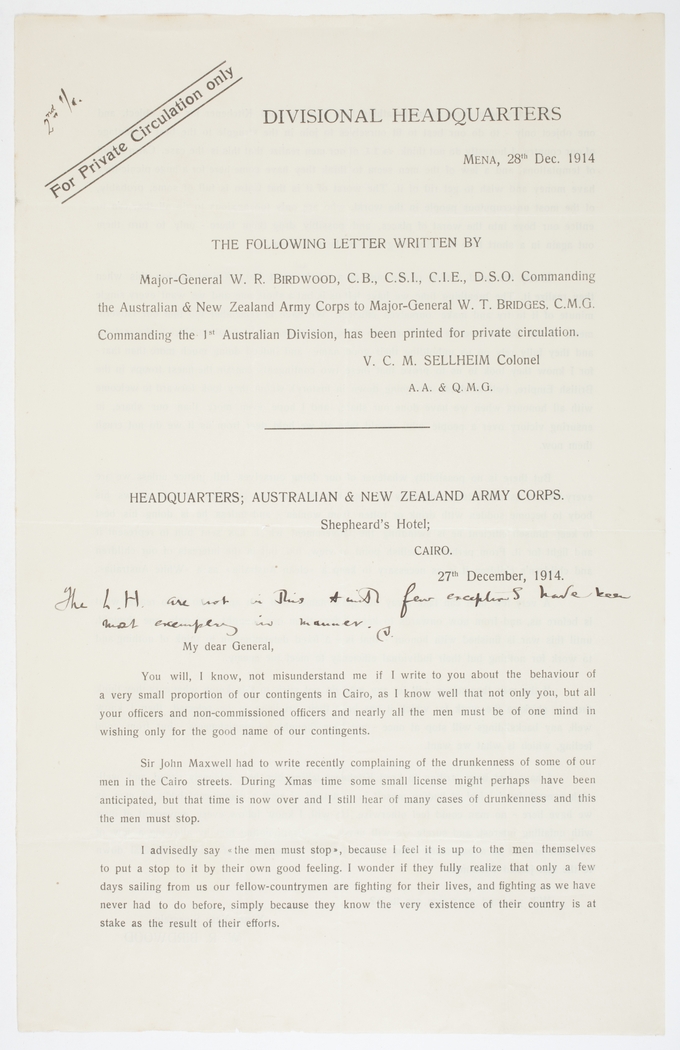 2nd 1/6.
For Private Circulation only
DIVISIONAL HEADQUARTERS
MENA, 28th Dec. 1914
THE FOLLOWING LETTER WRITTEN BY
Major-General W. R. BIRDWOOD, C.B., C.S.I., C.I.E., D.S.O. Commanding
the Australian & New Zealand Army Corps to Major-General W. T. BRIDGES, C.M.G.
Commanding the 1st Australian Division, has been printed for private circulation.
V. C. M. SELLHEIM Colonel
A. A. & Q. M. G.
HEADQUARTERS; AUSTRALIAN & NEW ZEALAND ARMY CORPS.
Shepheard's Hotel;
CAIRO.
27th December, 1914.
The L.H. are not in this & with few exceptions have been
most exemplary in manner.
My dear General,
You will, I know, not misunderstand me if I write to you about the behaviour of
a very small proportion of our contingents in Cairo, as I know well that not only you, but all
your officers and non-commissioned officers and nearly all the men must be of one mind in
wishing only for the good name of our contingents.
Sir John Maxwell had to write recently complaining of the drunkenness of some of our
men in the Cairo streets. During Xmas time some small license might perhaps have been
anticipated, but that time is now over and I still hear of many cases of drunkenness and this
the men must stop.
I advisedly say «the men must stop», because I feel it is up to the men themselves
to put a stop to it by their own good feeling. I wonder if they fully realize that only a few
days sailing from us our fellow-countrymen are fighting for their lives, and fighting as we have
never had to do before, simply because they know the very existence of their country is at
stake as the result of their efforts.